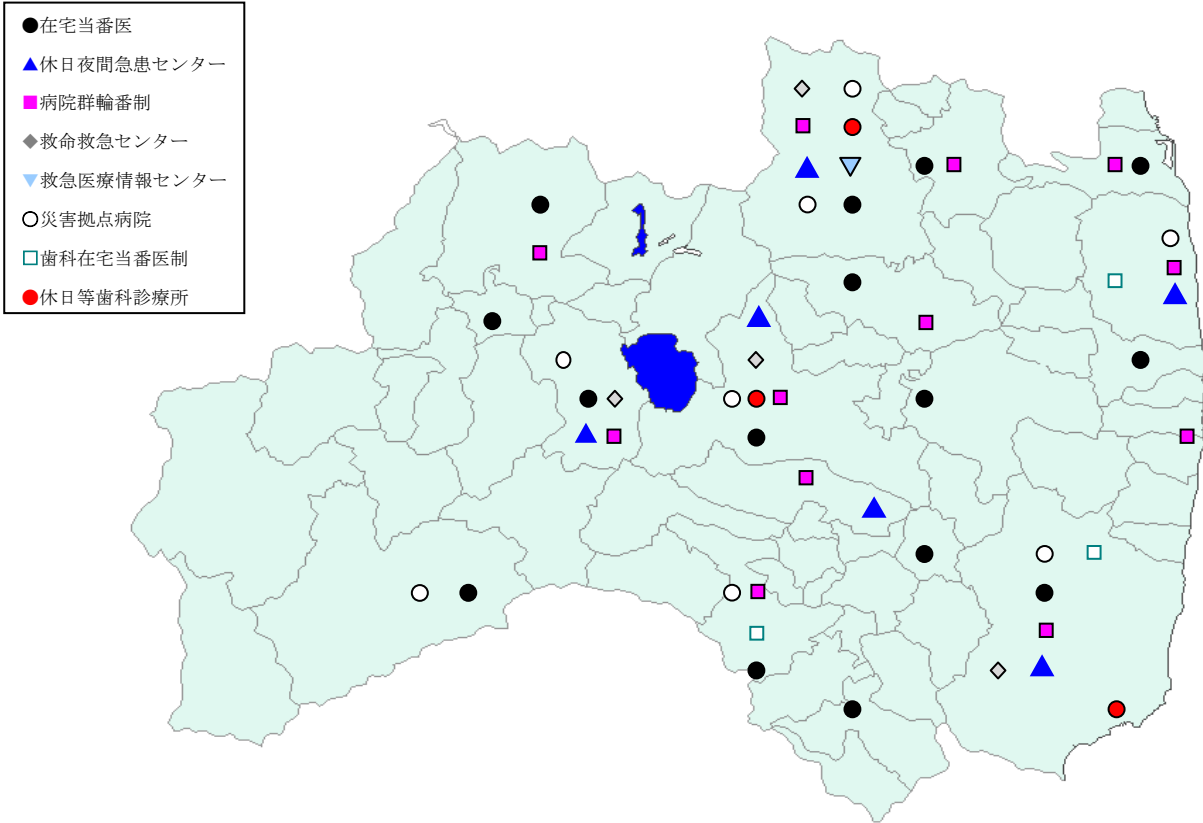 在宅当番医
休日夜間急患センター
病院群輪番制
救命救急センター
救急医療情報センター
災害拠点病院
歯科在宅当番医制
休日等歯科診療所